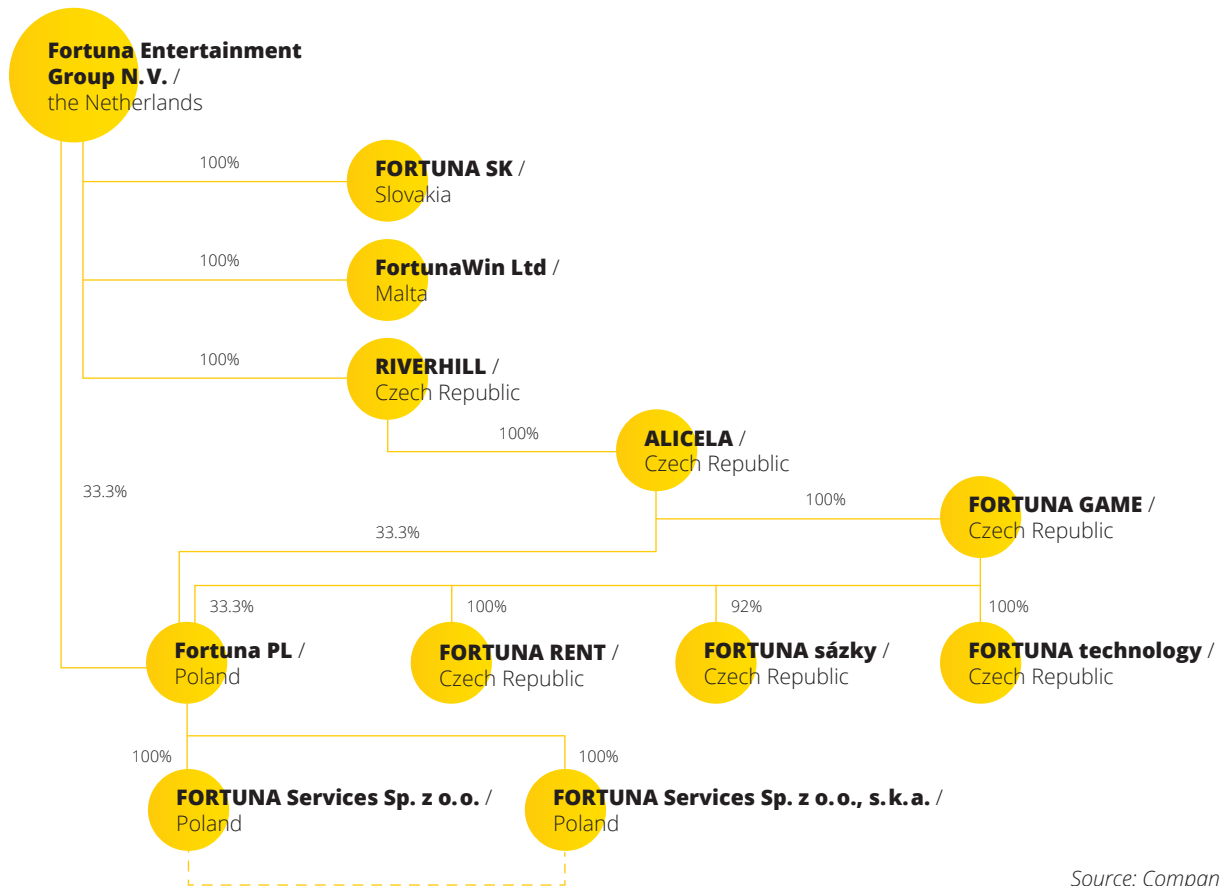 Fortuna Entertainment
Group N.V. /
the Netherlands
100%
FORTUNA SK /
Slovakia
100%
FortunaWin Ltd /
Malta
100%
RIVERHILL /
Czech Republic
100%
ALICELA /
Czech Republic
33.3%
100%
FORTUNA GAME /
Czech Republic
33.3%
33.3%
100%
92%
100%
Fortuna PL /
Poland
FORTUNA RENT /
Czech Republic
FORTUNA sázky /
Czech Republic
FORTUNA technology /
Czech Republic
100%
100%
FORTUNA Services Sp. z o.o. /
Poland
FORTUNA Services Sp. z o.o., s.k.a. /
Poland
Source: Compan